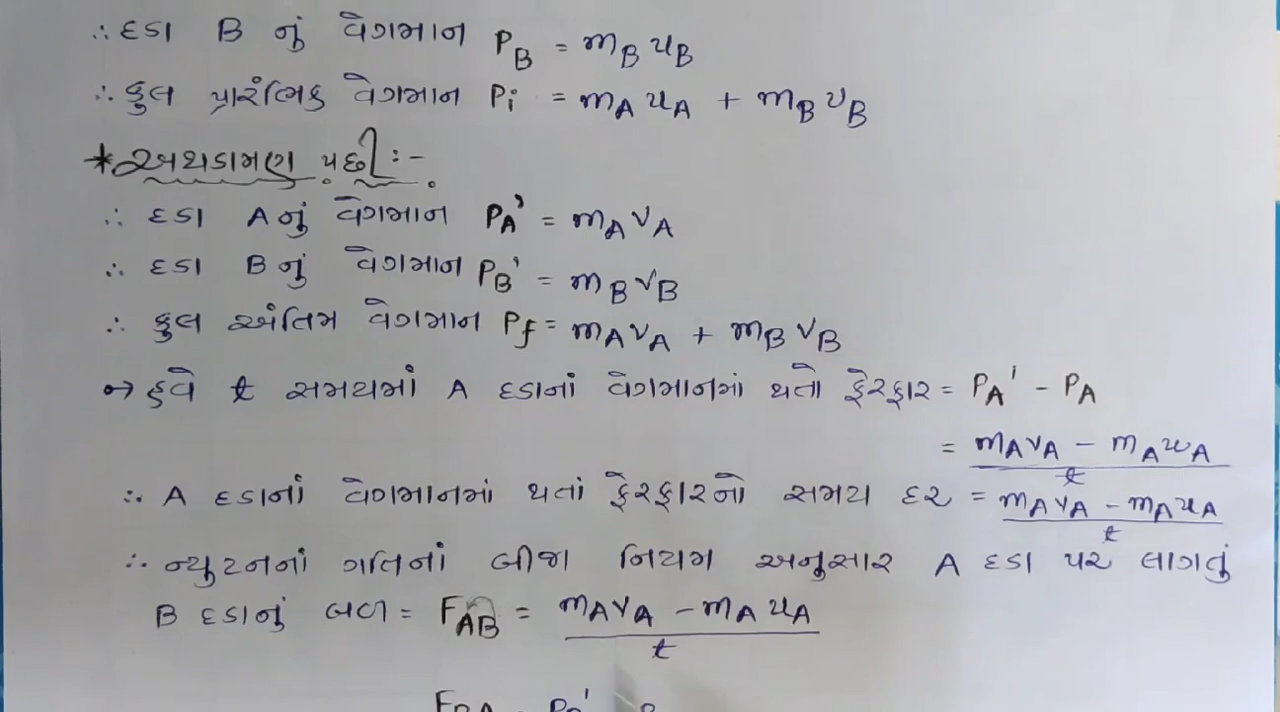 ∴ દડા B નું વેગમાન P_B = m_B u_B
∴ કુલ પ્રારંભિક વેગમાન P_i = m_A u_A + m_B υ_B
* અથડામણ પછી :-
∴ દડા A નું વેગમાન P_A' = m_A v_A
∴ દડા B નું વેગમાન P_B' = m_B v_B
∴ કુલ અંતિમ વેગમાન P_f = m_A v_A + m_B v_B
→ હવે t સમયમાં A દડાનાં વેગમાનમાં થતો ફેરફાર = P_A' - P_A
= (m_A v_A - m_A u_A) / t
∴ A દડાનાં વેગમાનમાં થતાં ફેરફારનો સમય દર = (m_A v_A - m_A u_A) / t
∴ ન્યુટનનાં ગતિનાં બીજા નિયમ અનુસાર A દડા પર લાગતું
B દડાનું બળ = F_AB = (m_A v_A - m_A u_A) / t